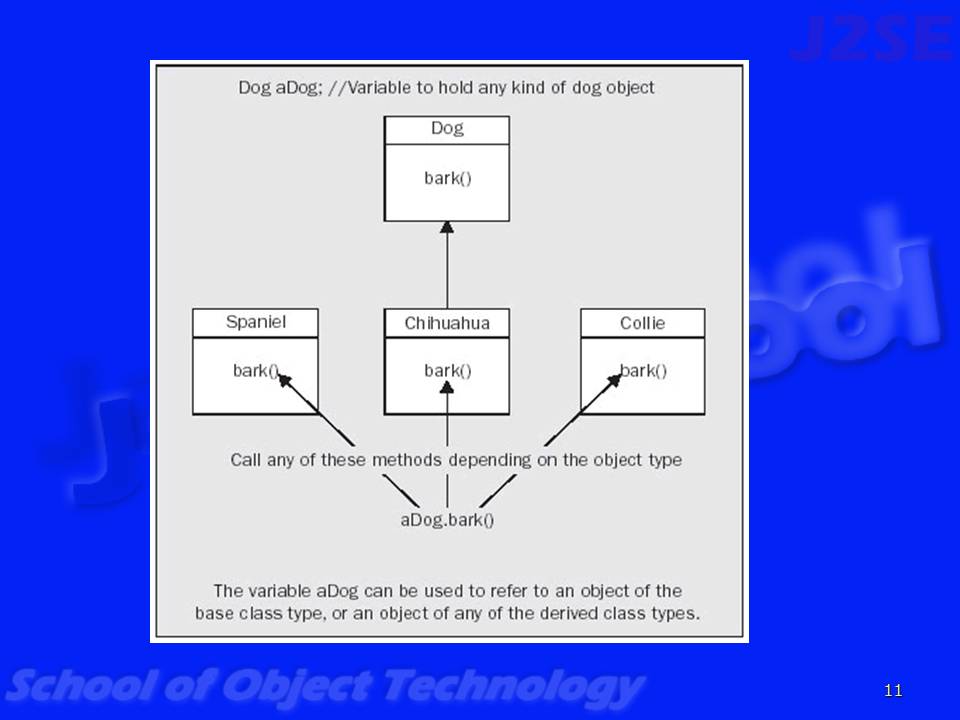 J2SE
Dog aDog; //Variable to hold any kind of dog object
Dog
bark()
Spaniel
Chihuahua
Collie
bark()
bark()
bark()
Call any of these methods depending on the object type
aDog.bark()
The variable aDog can be used to refer to an object of the
base class type, or an object of any of the derived class types.
School of Object Technology
11